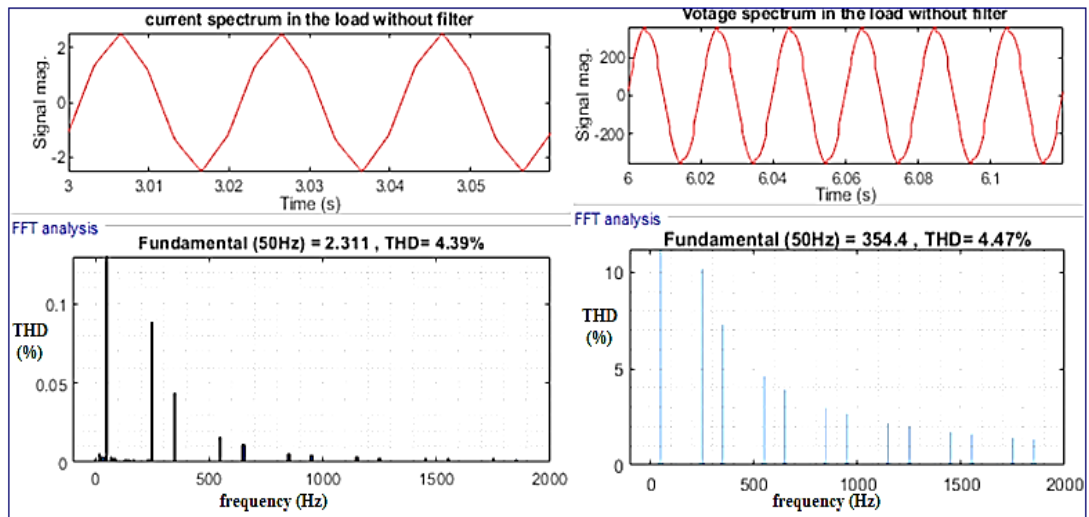 current spectrum in the load without filter
Signal mag.
2
0
-2
3
3.01
3.02
3.03
3.04
3.05
Time (s)
FFT analysis
Fundamental (50Hz) = 2.311 , THD= 4.39%
THD
(%)
0.1
0.05
0
0
500
1000
1500
2000
frequency (Hz)
Votage spectrum in the load without filter
Signal mag.
200
0
-200
6
6.02
6.04
6.06
6.08
6.1
Time (s)
FFT analysis
Fundamental (50Hz) = 354.4 , THD= 4.47%
THD
(%)
10
5
0
0
500
1000
1500
2000
frequency (Hz)